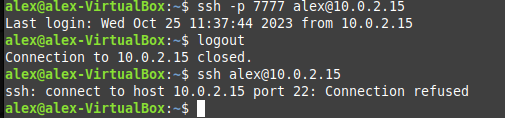 alex@alex-VirtualBox:~$ ssh -p 7777 alex@10.0.2.15
Last login: Wed Oct 25 11:37:44 2023 from 10.0.2.15
alex@alex-VirtualBox:~$ logout
Connection to 10.0.2.15 closed.
alex@alex-VirtualBox:~$ ssh alex@10.0.2.15
ssh: connect to host 10.0.2.15 port 22: Connection refused
alex@alex-VirtualBox:~$